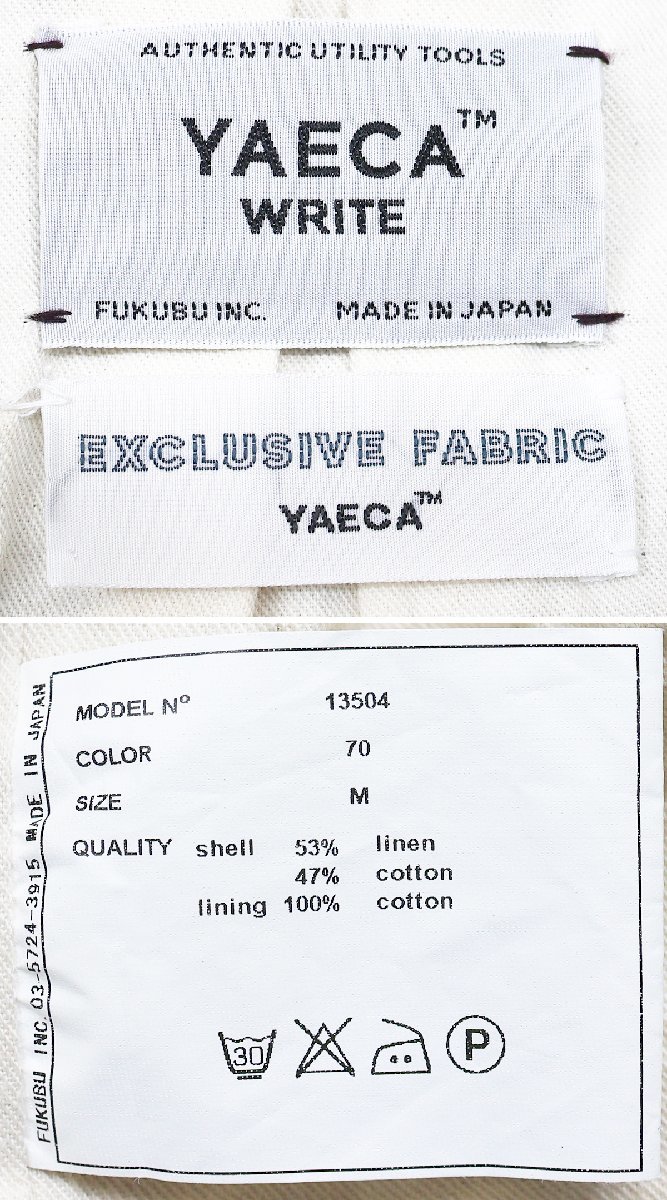 AUTHENTIC UTILITY TOOLS
YAECA™
WRITE
FUKUBU INC. MADE IN JAPAN
EXCLUSIVE FABRIC
YAECA™
MODEL Nº 13504
COLOR 70
SIZE M
QUALITY shell 53% linen
47% cotton
lining 100% cotton
30
P
FUKUBU INC. 03-5724-3915 MADE IN JAPAN